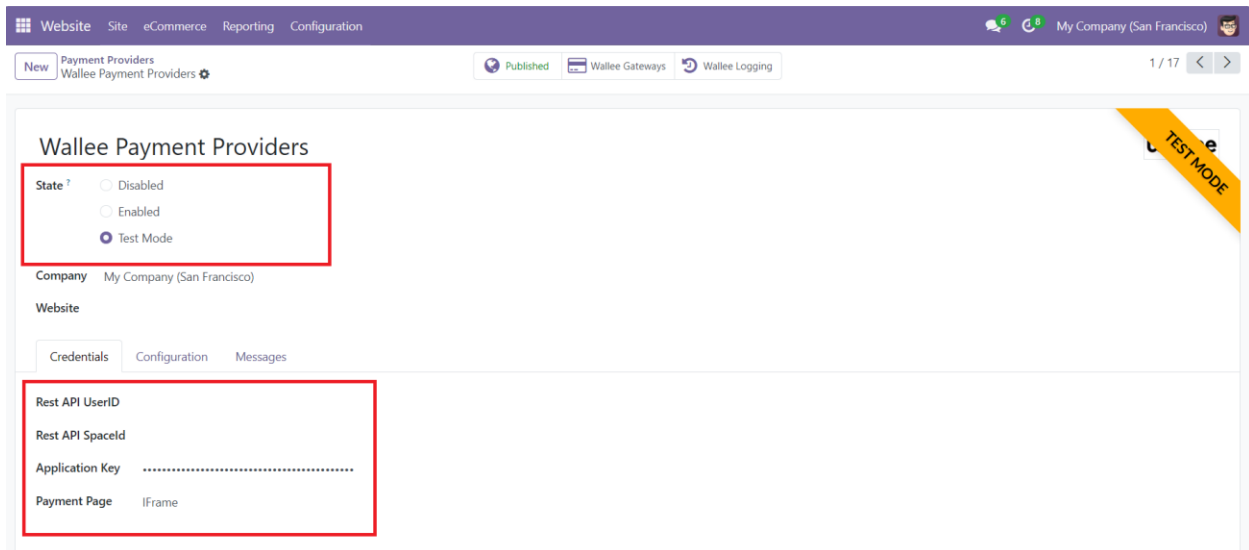 Website Site eCommerce Reporting Configuration 6 8 My Company (San Francisco)
New Payment Providers
Wallee Payment Providers
Published Wallee Gateways Wallee Logging
1 / 17
Wallee Payment Providers
TEST MODE
State ? Disabled
Enabled
Test Mode
Company My Company (San Francisco)
Website
Credentials Configuration Messages
Rest API UserID
Rest API SpaceId
Application Key ............................................
Payment Page IFrame